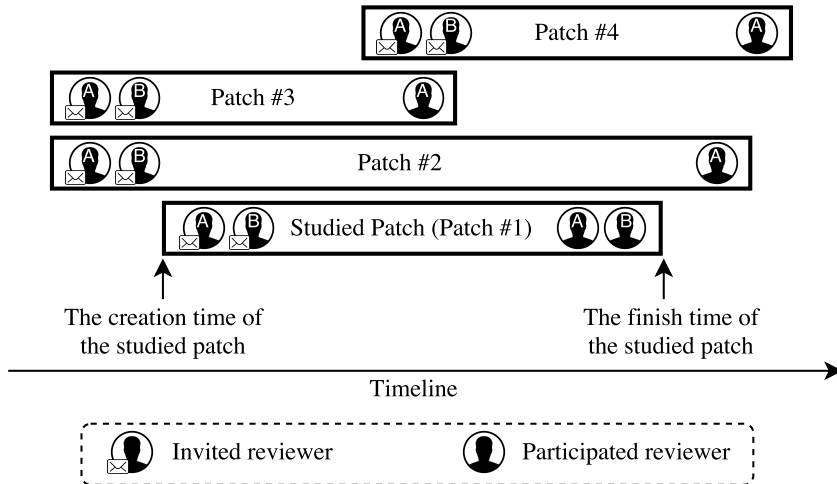 A B Patch #4 A
A B Patch #3 A
A B Patch #2 A
A B Studied Patch (Patch #1) A B
The creation time of
the studied patch
The finish time of
the studied patch
Timeline
Invited reviewer
Participated reviewer